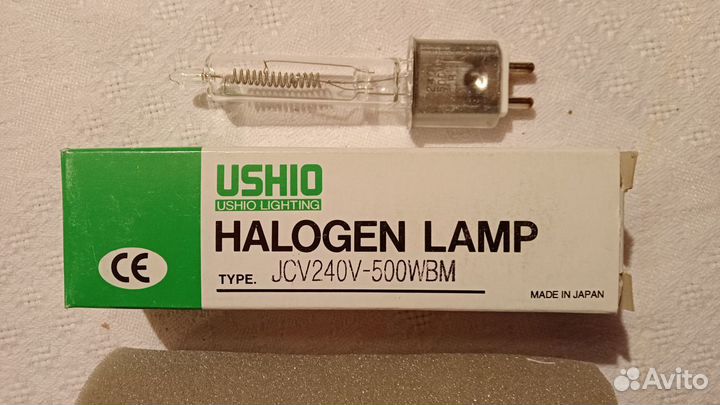 USHIO
USHIO LIGHTING
HALOGEN LAMP
TYPE. JCV240V-500WBM
CE
MADE IN JAPAN
Avito